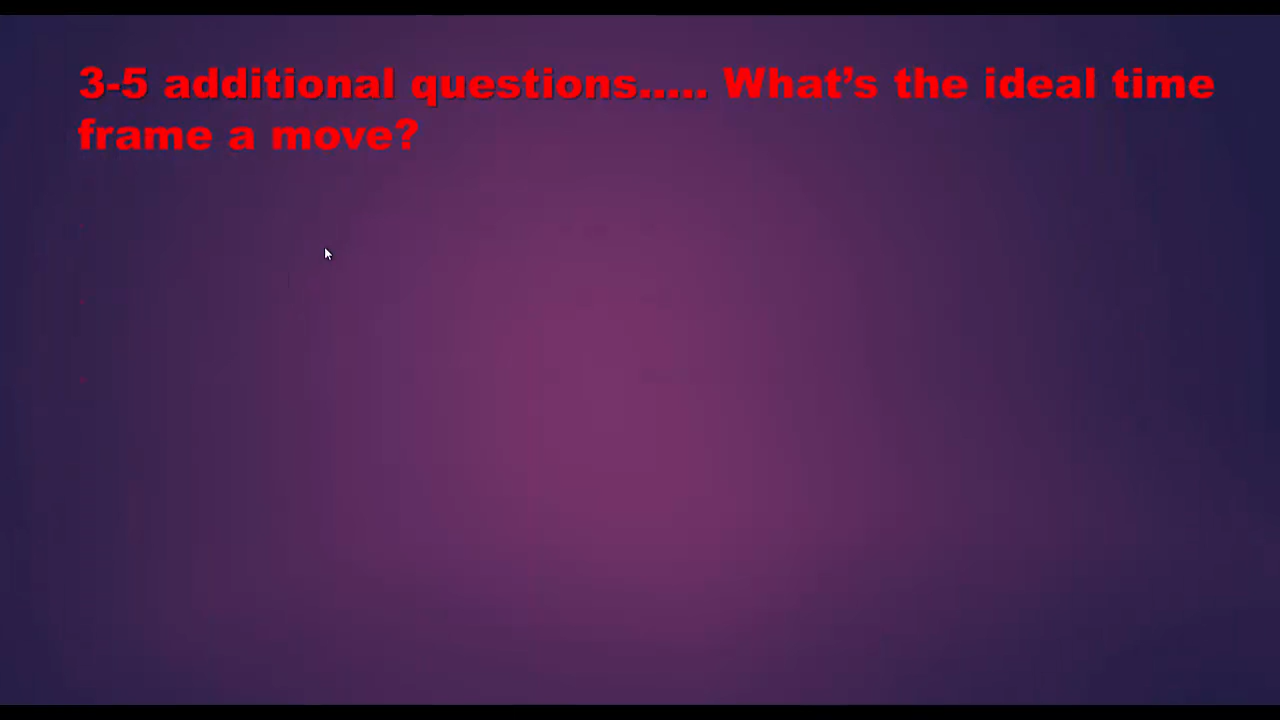 3-5 additional questions..... What’s the ideal time
frame a move?